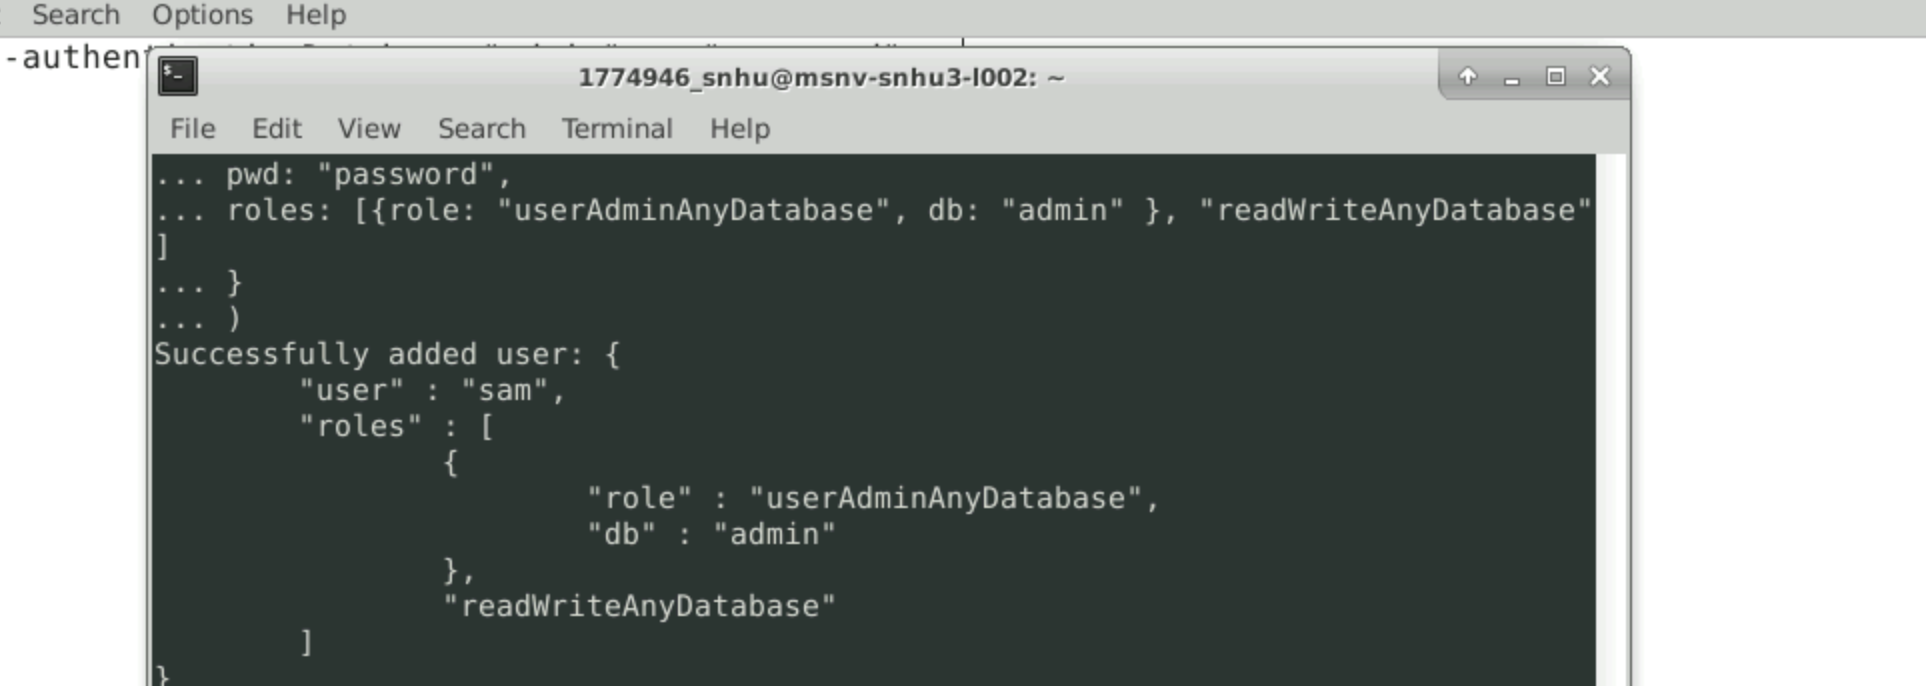 Search Options Help
-authen
1774946_snhu@msnv-snhu3-l002: ~
File Edit View Search Terminal Help
... pwd: "password",
... roles: [{role: "userAdminAnyDatabase", db: "admin" }, "readWriteAnyDatabase"
]
... }
... )
Successfully added user: {
"user" : "sam",
"roles" : [
{
"role" : "userAdminAnyDatabase",
"db" : "admin"
},
"readWriteAnyDatabase"
]
}